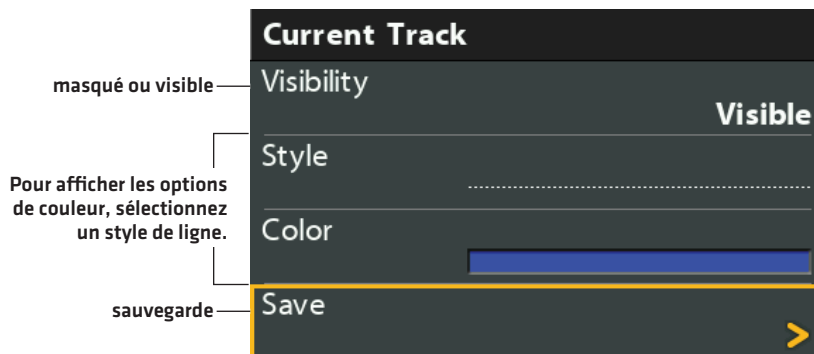 Current Track
masqué ou visible
Visibility
Visible
Pour afficher les options
de couleur, sélectionnez
un style de ligne.
Style
Color
sauvegarde
Save